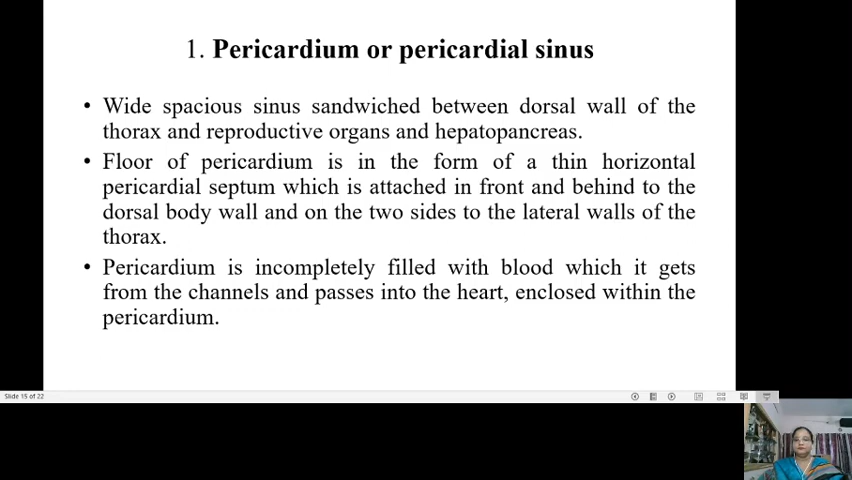 1. Pericardium or pericardial sinus
• Wide spacious sinus sandwiched between dorsal wall of the
thorax and reproductive organs and hepatopancreas.
• Floor of pericardium is in the form of a thin horizontal
pericardial septum which is attached in front and behind to the
dorsal body wall and on the two sides to the lateral walls of the
thorax.
• Pericardium is incompletely filled with blood which it gets
from the channels and passes into the heart, enclosed within the
pericardium.
Slide 15 of 22